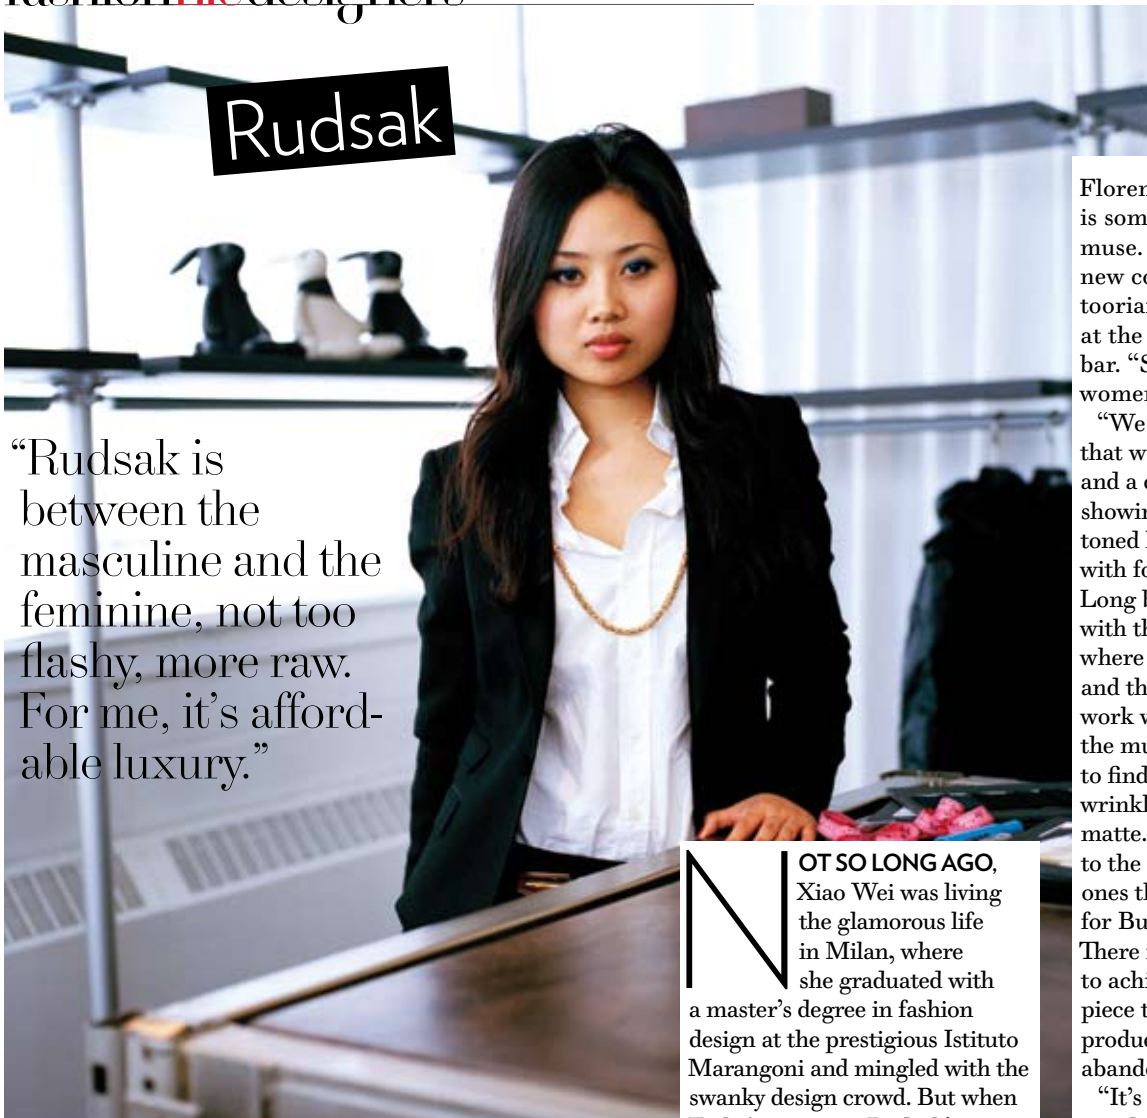 Rudsak
“Rudsak is
between the
masculine and the
feminine, not too
flashy, more raw.
For me, it’s afford-
able luxury.”
NOT SO LONG AGO,
Xiao Wei was living
the glamorous life
in Milan, where
she graduated with
a master’s degree in fashion
design at the prestigious Istituto
Marangoni and mingled with the
swanky design crowd. But when
is som
muse.
new
at the
bar. “S
women
“We
that w
and a
showin
toned
with fo
Long
with th
where
and th
work w
the mu
to find
wrinkl
matte.
to the
ones th
for Bu
There
to achi
piece t
produc
“It’s